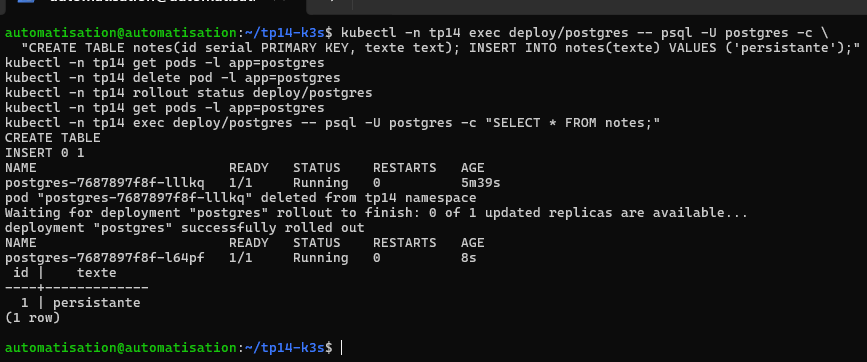 automatisation@automatisation:~/tp14-k3s$ kubectl -n tp14 exec deploy/postgres -- psql -U postgres -c \
  "CREATE TABLE notes(id serial PRIMARY KEY, texte text); INSERT INTO notes(texte) VALUES ('persistante');"
kubectl -n tp14 get pods -l app=postgres
kubectl -n tp14 delete pod -l app=postgres
kubectl -n tp14 rollout status deploy/postgres
kubectl -n tp14 get pods -l app=postgres
kubectl -n tp14 exec deploy/postgres -- psql -U postgres -c "SELECT * FROM notes;"
CREATE TABLE
INSERT 0 1
NAME                        READY   STATUS    RESTARTS   AGE
postgres-7687897f8f-lllkq   1/1     Running   0          5m39s
pod "postgres-7687897f8f-lllkq" deleted from tp14 namespace
Waiting for deployment "postgres" rollout to finish: 0 of 1 updated replicas are available...
deployment "postgres" successfully rolled out
NAME                        READY   STATUS    RESTARTS   AGE
postgres-7687897f8f-l64pf   1/1     Running   0          8s
 id |    texte
----+-------------
  1 | persistante
(1 row)
automatisation@automatisation:~/tp14-k3s$